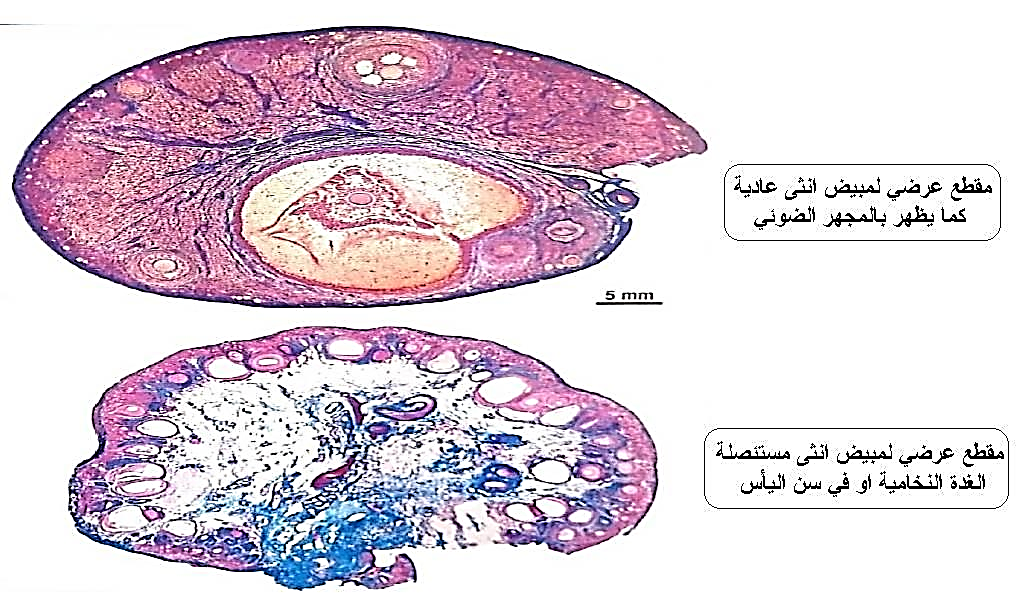 مقطع عرضي لمبيض انثى عادية
كما يظهر بالمجهر الضوئي
5 mm
مقطع عرضي لمبيض انثى مستئصلة
الغدة النخامية او في سن اليأس